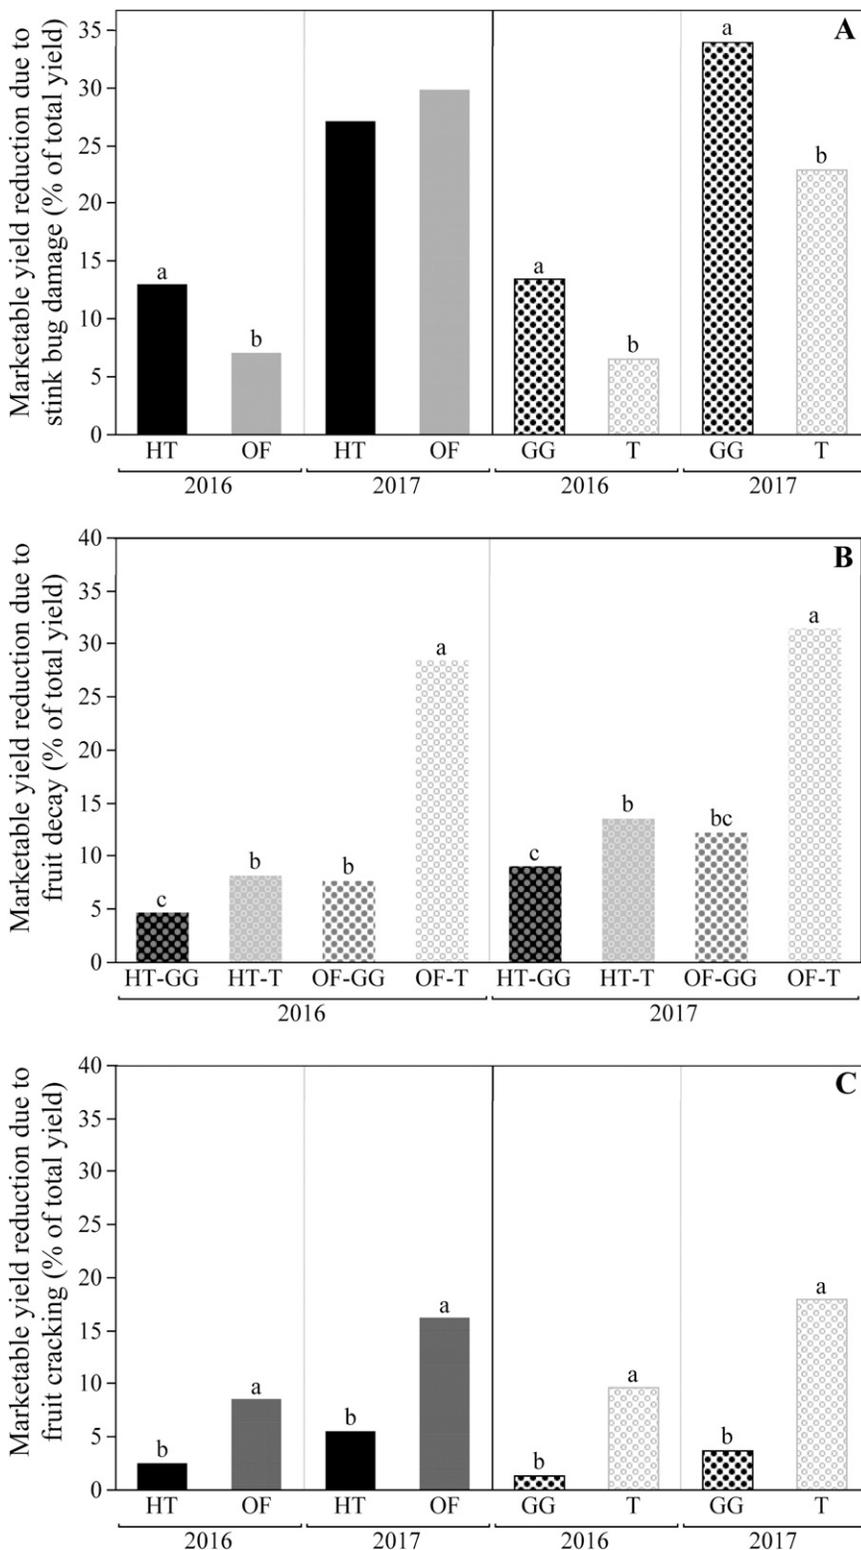 A
Marketable yield reduction due to
stink bug damage (% of total yield)
35
30
25
20
15
10
5
0
a
b
a
b
a
b
HT OF HT OF GG T GG T
2016 2017 2016 2017
B
Marketable yield reduction due to
fruit decay (% of total yield)
40
35
30
25
20
15
10
5
0
c
b
b
a
c
b
bc
a
HT-GG HT-T OF-GG OF-T HT-GG HT-T OF-GG OF-T
2016 2017
C
Marketable yield reduction due to
fruit cracking (% of total yield)
40
35
30
25
20
15
10
5
0
b
a
b
a
b
a
b
a
HT OF HT OF GG T GG T
2016 2017 2016 2017